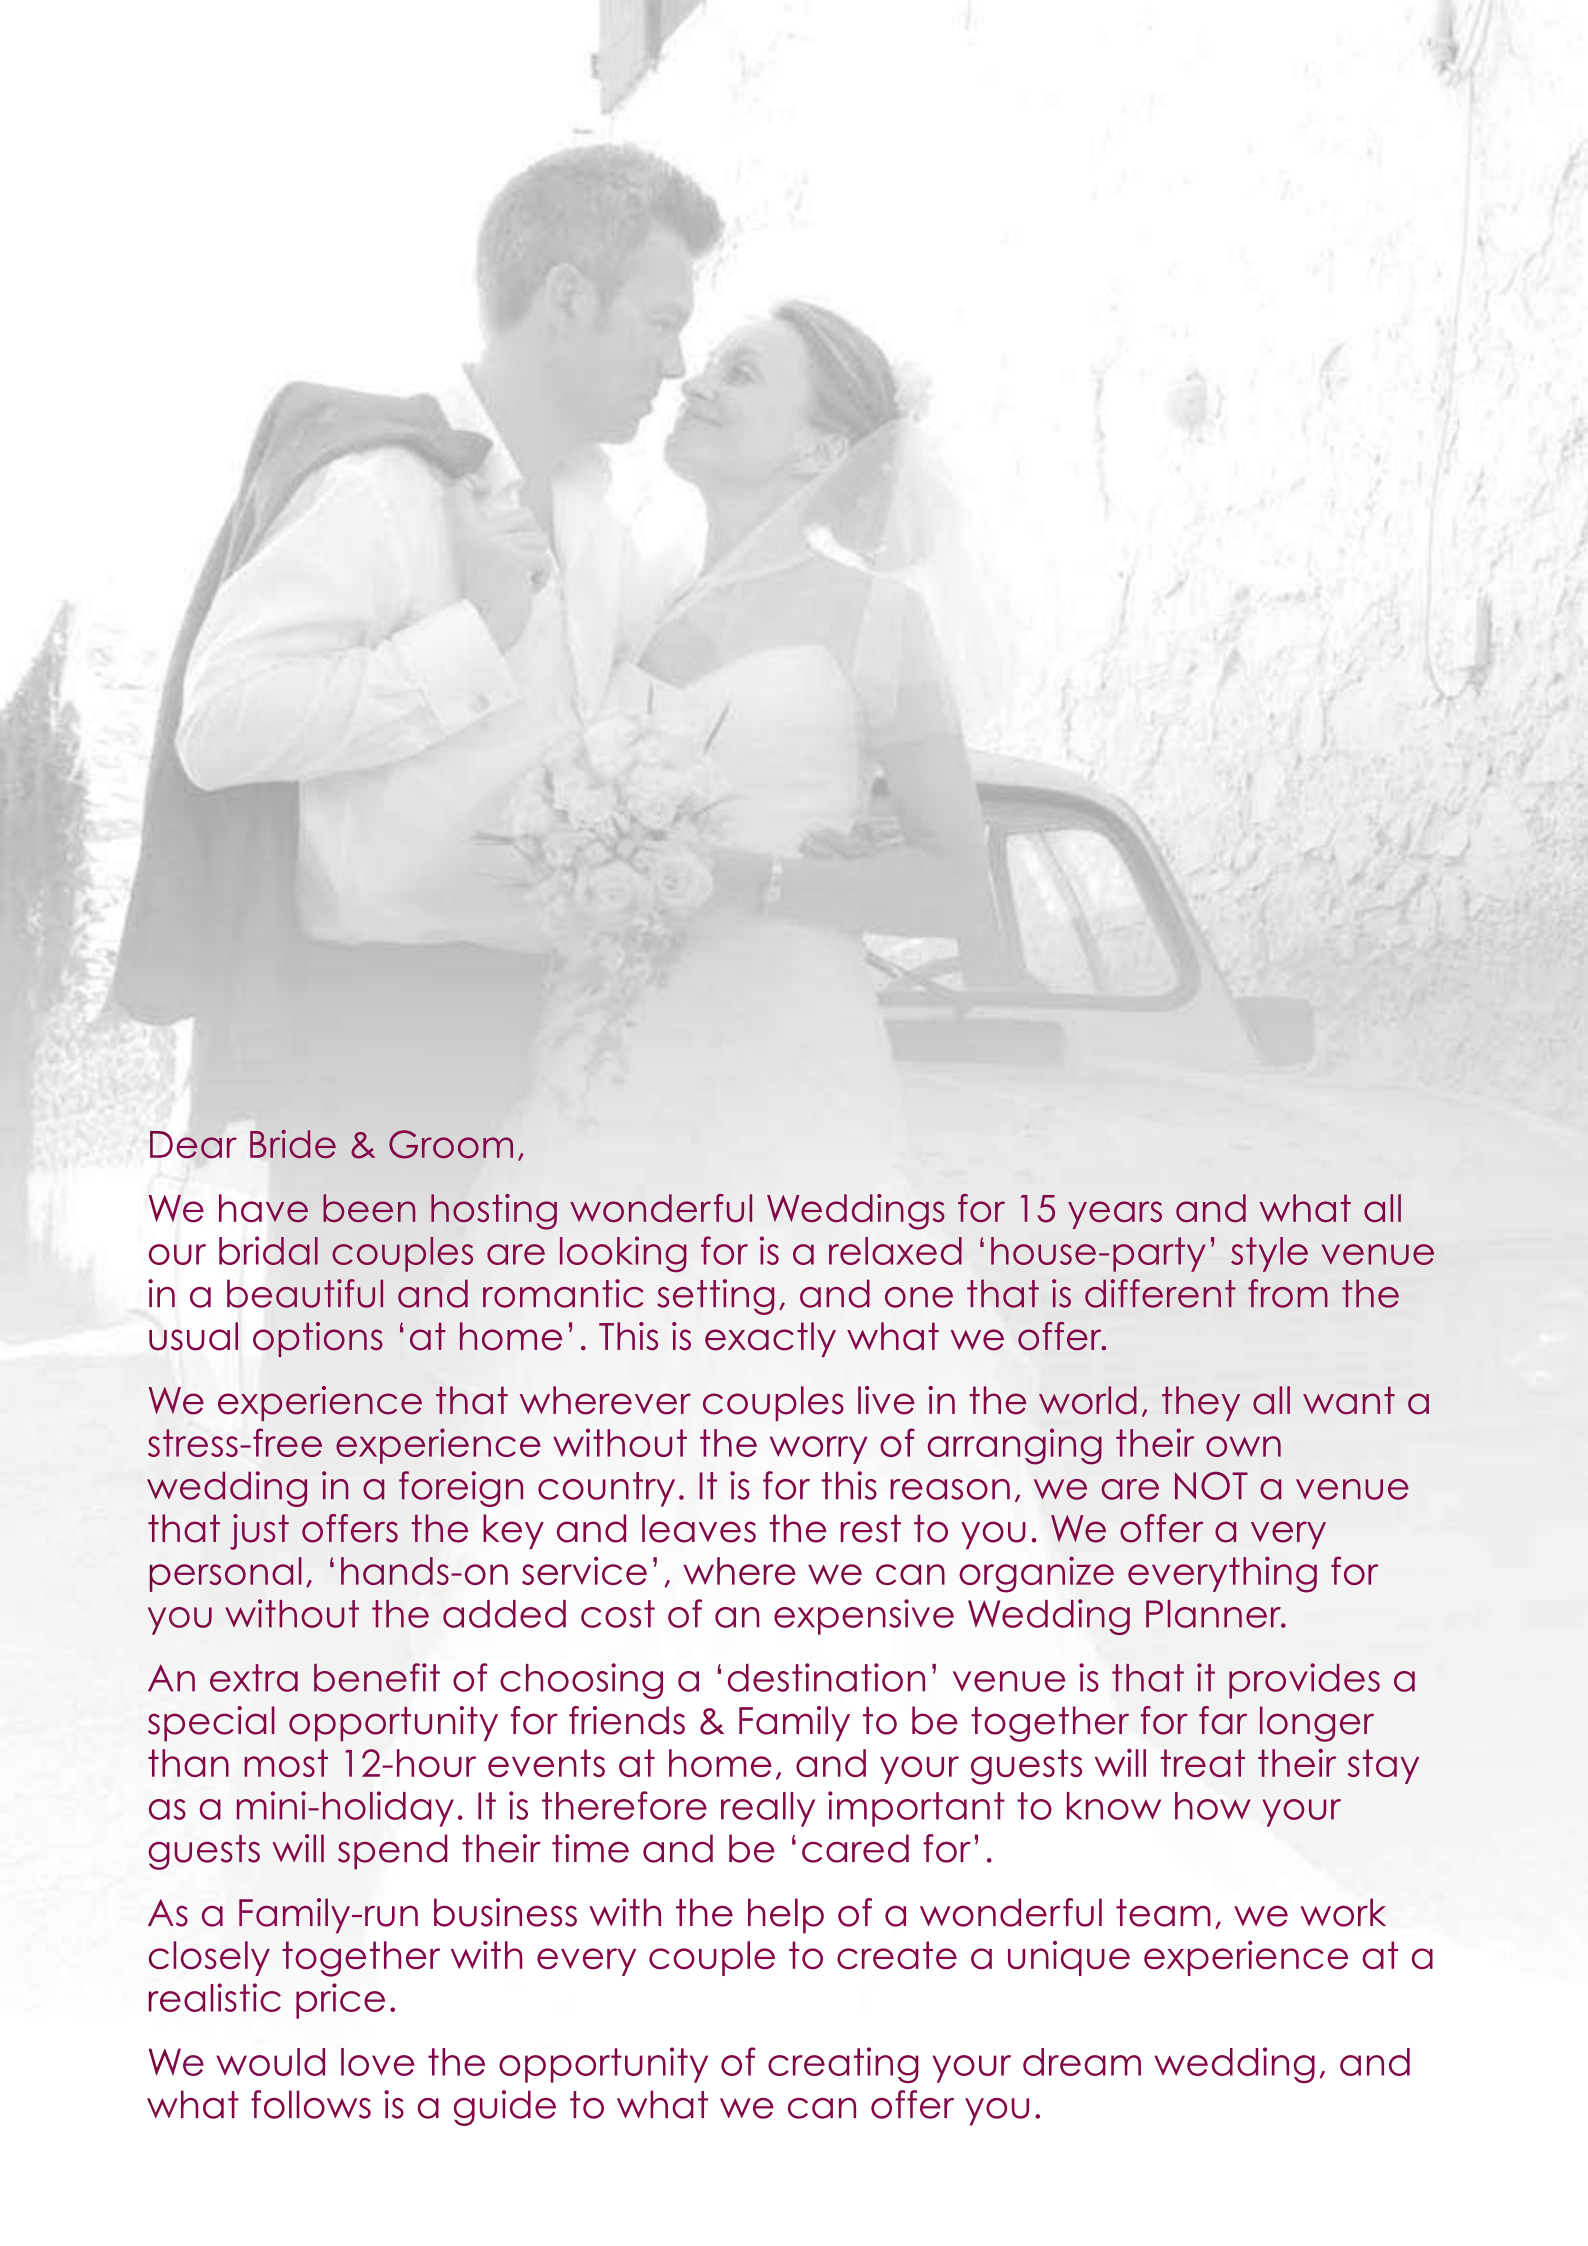 Dear Bride & Groom,
We have been hosting wonderful Weddings for 15 years and what all
our bridal couples are looking for is a relaxed ‘house-party’ style venue
in a beautiful and romantic setting, and one that is different from the
usual options ‘at home’. This is exactly what we offer.
We experience that wherever couples live in the world, they all want a
stress-free experience without the worry of arranging their own
wedding in a foreign country. It is for this reason, we are NOT a venue
that just offers the key and leaves the rest to you. We offer a very
personal, ‘hands-on service’, where we can organize everything for
you without the added cost of an expensive Wedding Planner.
An extra benefit of choosing a ‘destination’ venue is that it provides a
special opportunity for friends & Family to be together for far longer
than most 12-hour events at home, and your guests will treat their stay
as a mini-holiday. It is therefore really important to know how your
guests will spend their time and be ‘cared for’.
As a Family-run business with the help of a wonderful team, we work
closely together with every couple to create a unique experience at a
realistic price.
We would love the opportunity of creating your dream wedding, and
what follows is a guide to what we can offer you.